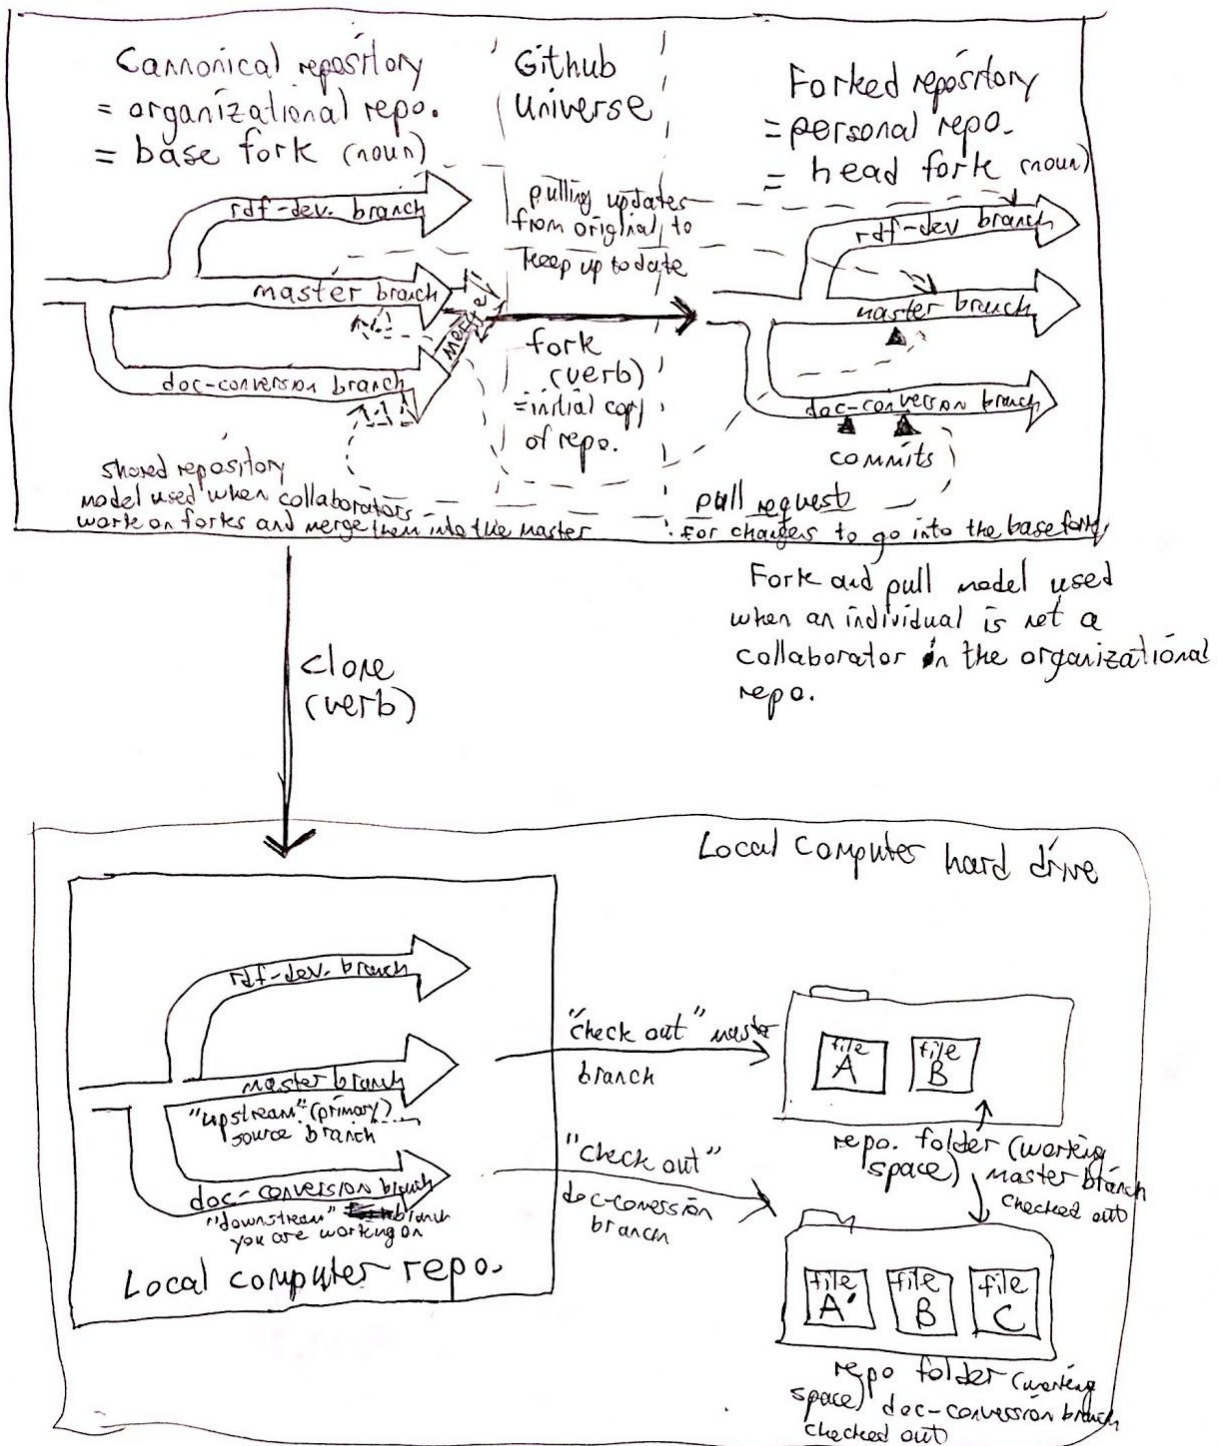 Cannonical repository
= organizational repo.
= base fork (noun)
Github
universe
Forked repository
= personal repo.
= head fork (noun)
rdf-dev. branch
master branch
merge
doc-conversion branch
pulling updates
from original to
keep up to date
fork
(verb)
= initial copy
of repo.
rdf-dev branch
master branch
doc-conversion branch
commits
shared repository
model used when collaborators
work on forks and merge them into the master
pull request
for changes to go into the base fork,
Fork and pull model used
when an individual is not a
collaborator in the organizational
repo.
clone
(verb)
Local computer hard drive
rdf-dev. branch
master branch
"upstream" (primary)
source branch
doc-conversion branch
"downstream" branch
you are working on
Local computer repo.
"check out" master
branch
"check out"
doc-conversion
branch
file
A
file
B
repo. folder (working
space) master branch
checked out
file
A'
file
B
file
C
repo folder (working
space) doc-conversion branch
checked out